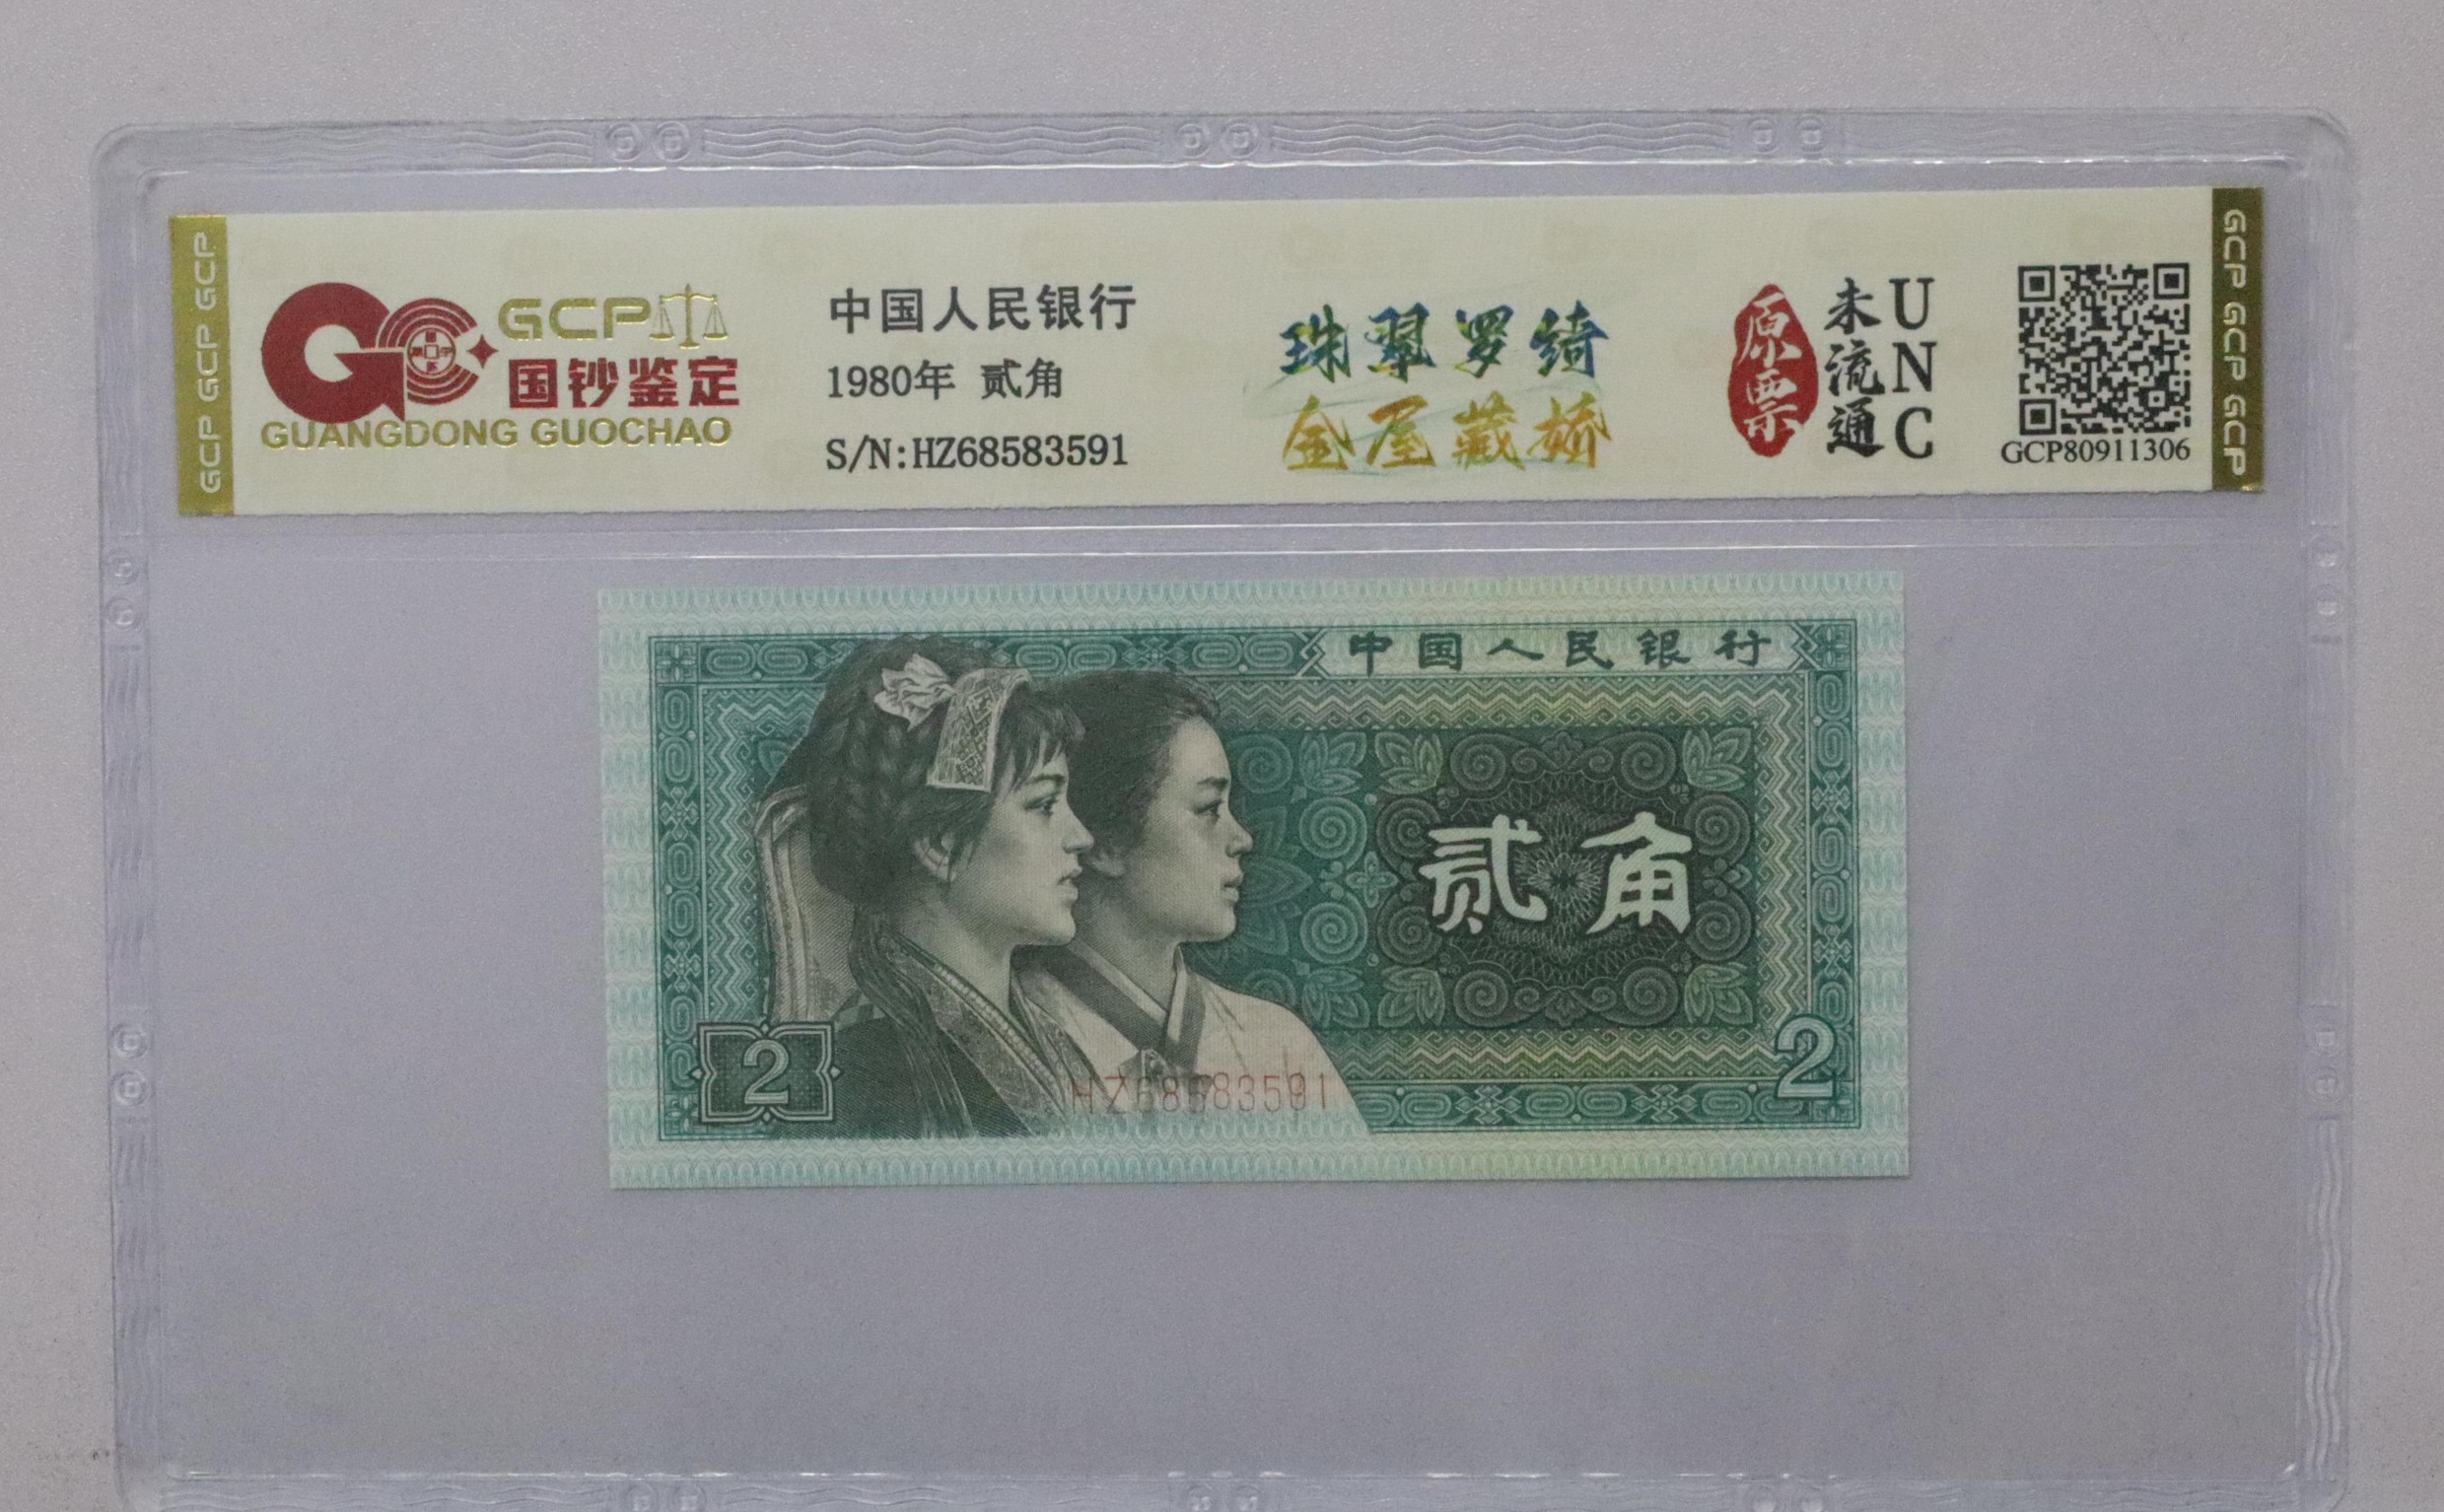 GCP GCP GCP
GCP
国钞鉴定
GUANGDONG GUOCHAO
中国人民银行
1980年 贰角
S/N:HZ68583591
珠翠罗绮
金屋藏娇
原票
未流通
UNC
GCP80911306
GCP GCP GCP
中国人民银行
贰角
2
2
HZ68583591